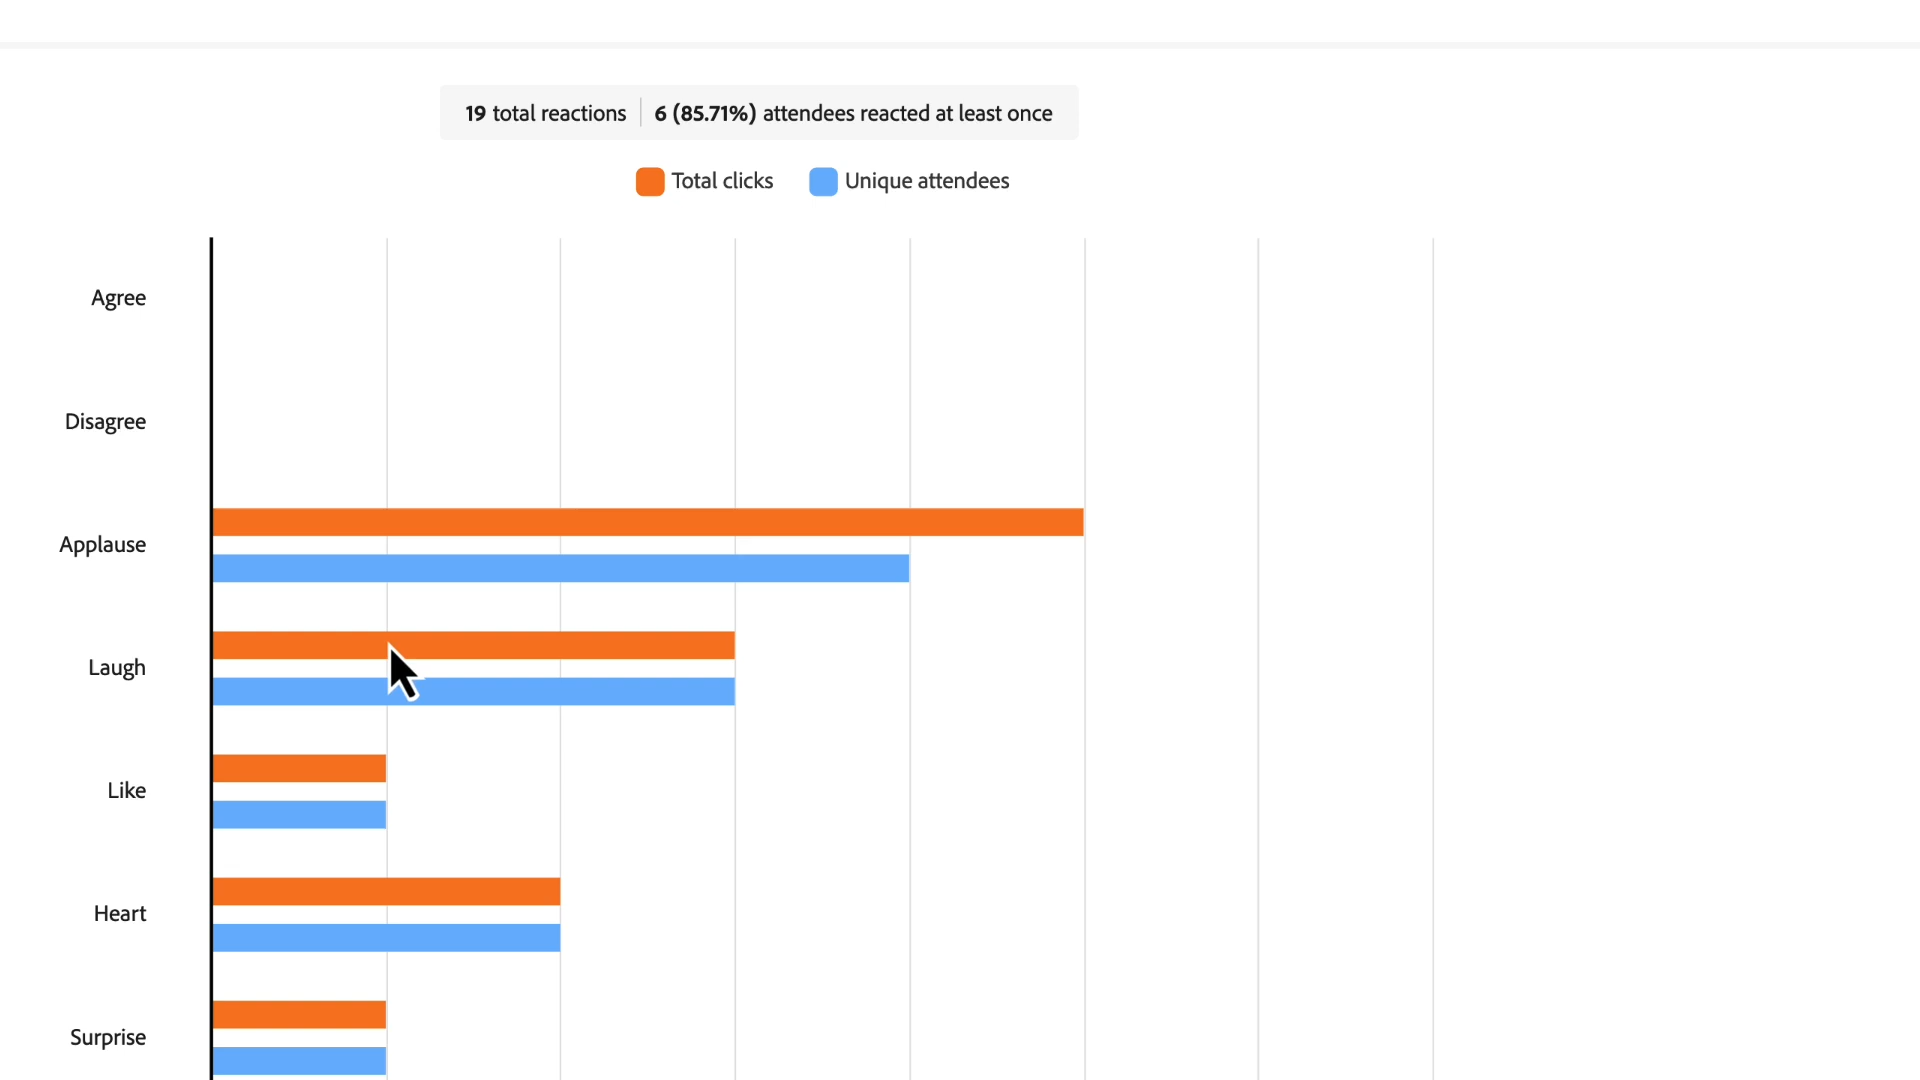 19 total reactions | 6 (85.71%) attendees reacted at least once
Total clicks Unique attendees
Agree
Disagree
Applause
Laugh
Like
Heart
Surprise